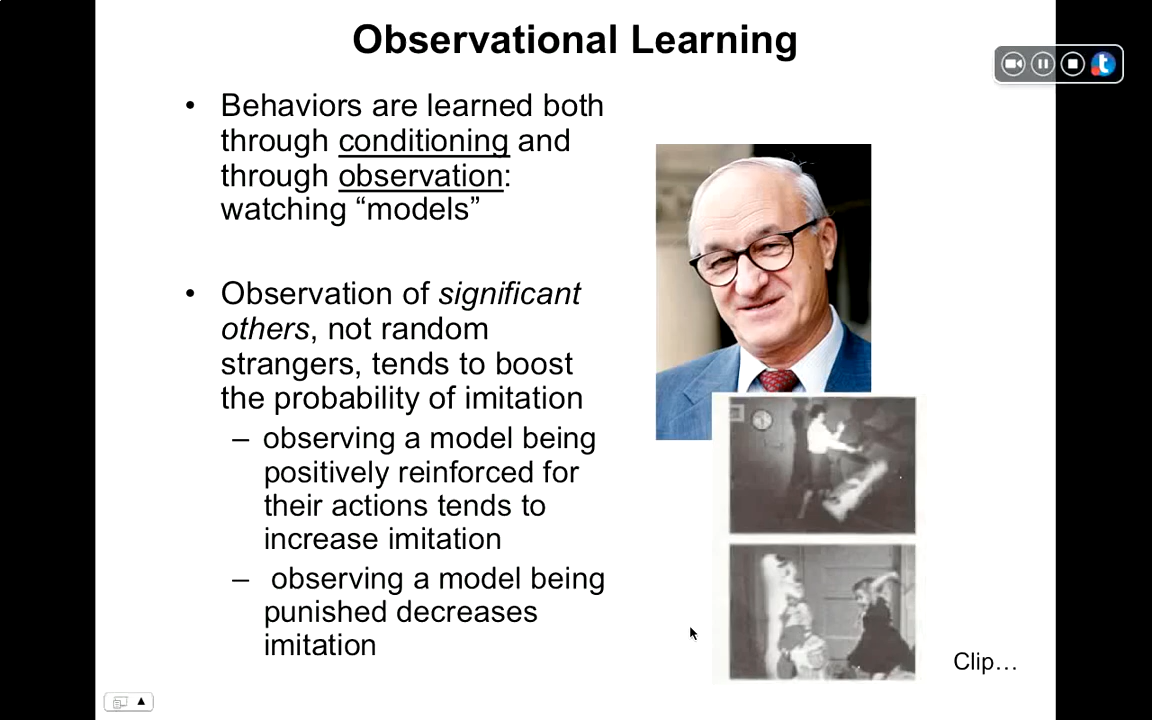 Observational Learning
• Behaviors are learned both
through conditioning and
through observation:
watching “models”
• Observation of significant
others, not random
strangers, tends to boost
the probability of imitation
– observing a model being
positively reinforced for
their actions tends to
increase imitation
– observing a model being
punished decreases
imitation
Clip…